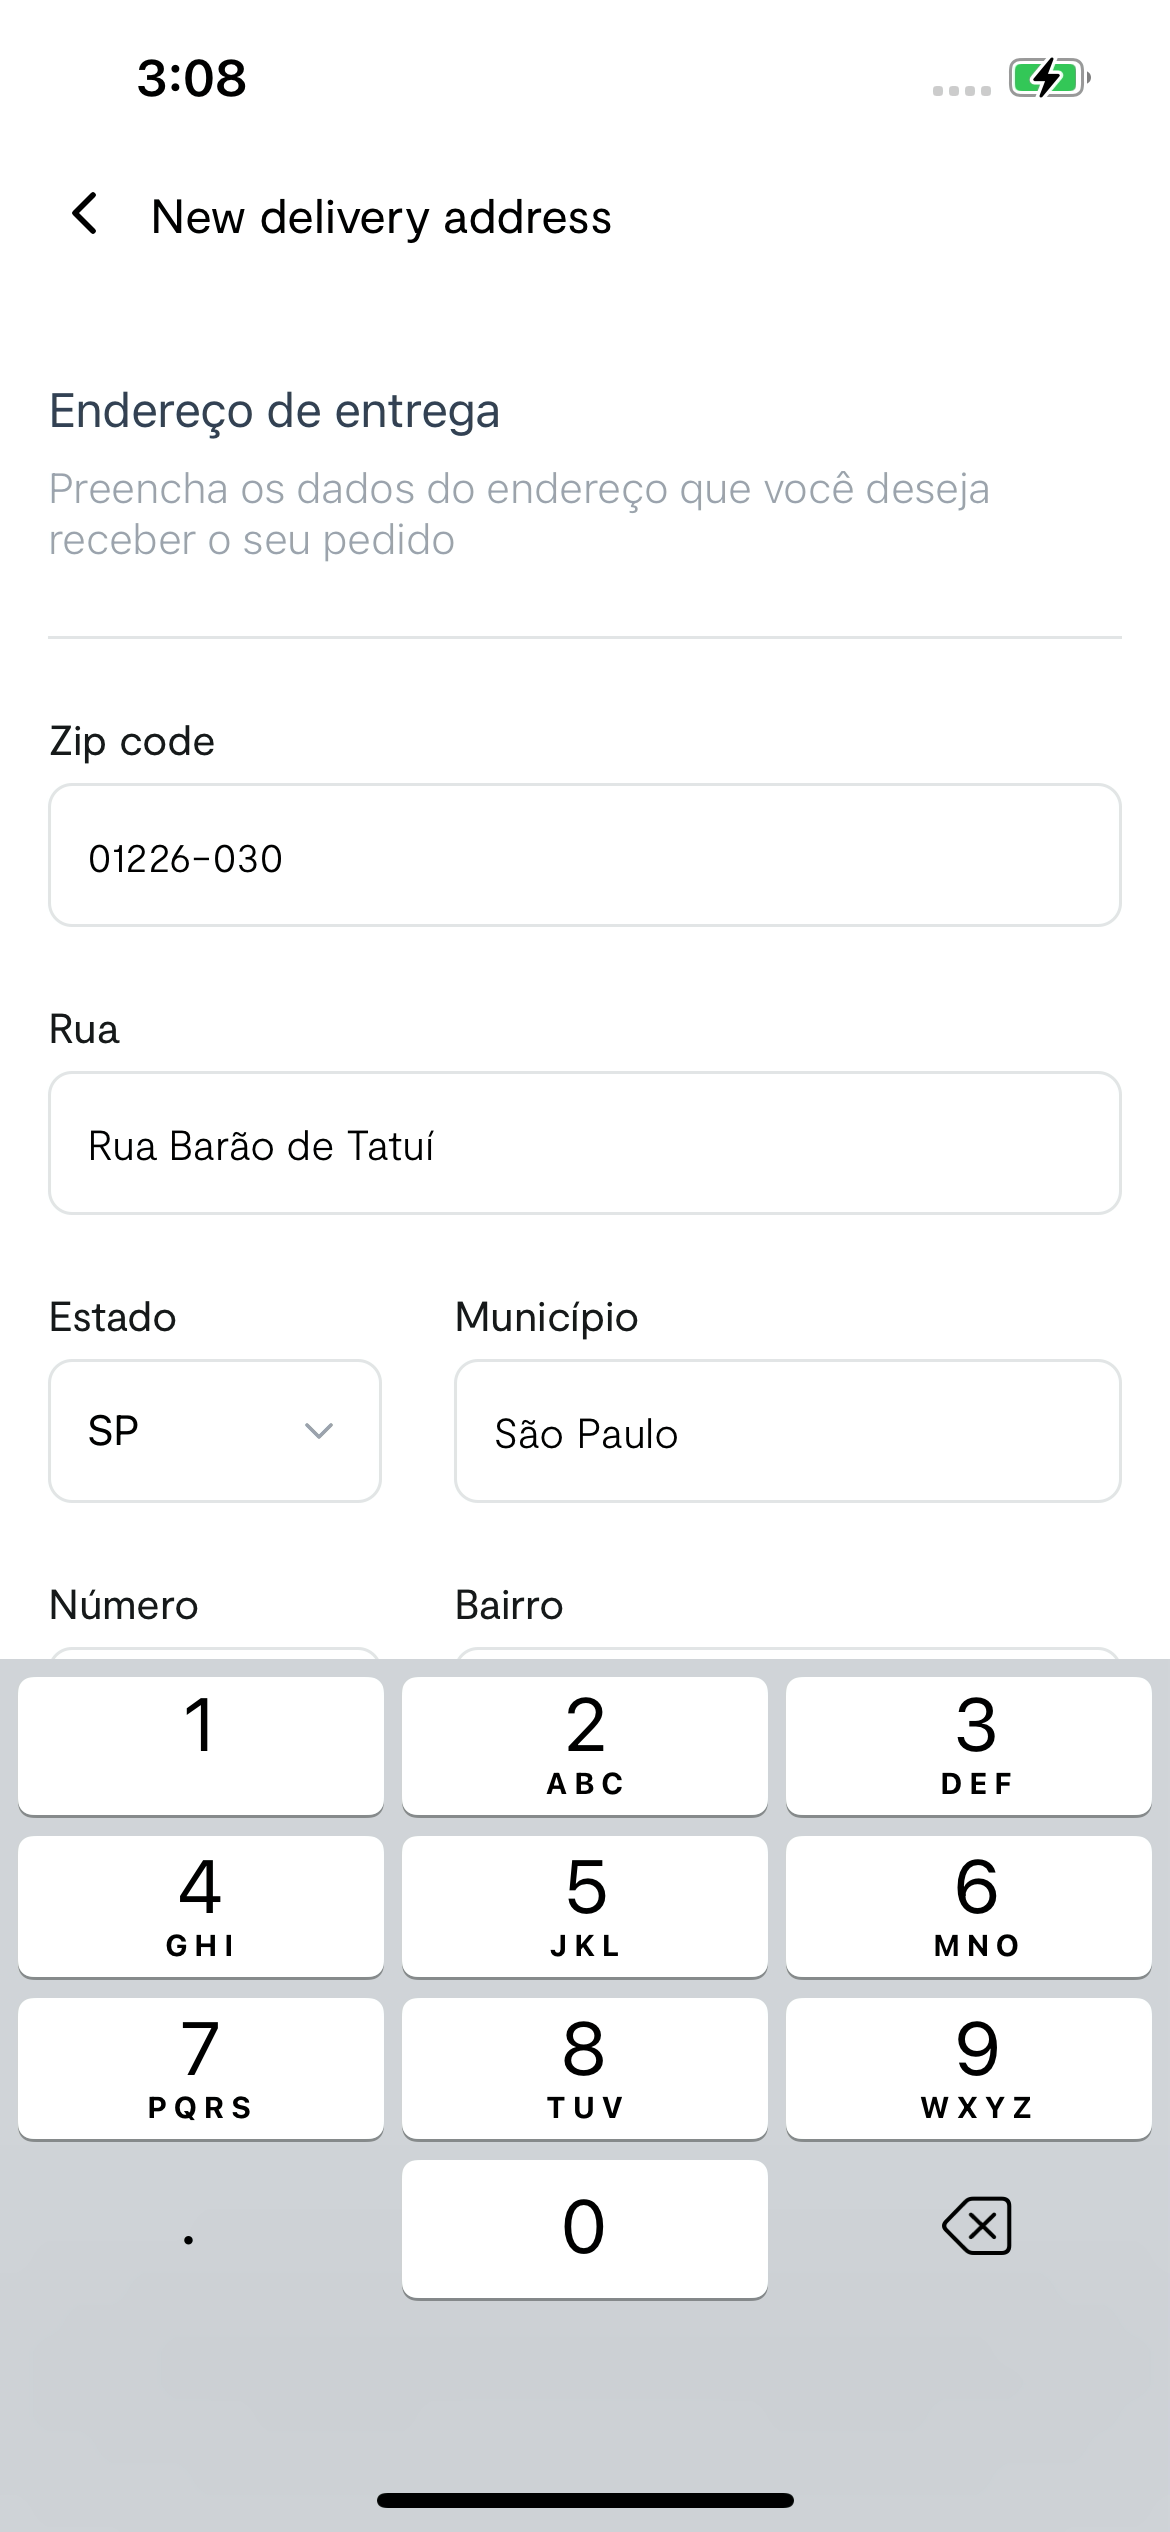 3:08
New delivery address
Endereço de entrega
Preencha os dados do endereço que você deseja
receber o seu pedido
Zip code
01226-030
Rua
Rua Barão de Tatuí
Estado
Município
SP
São Paulo
Número
Bairro
1
2
3
ABC
DEF
4
5
6
GHI
JKL
MNO
7
8
9
PQRS
TUV
WXYZ
.
0